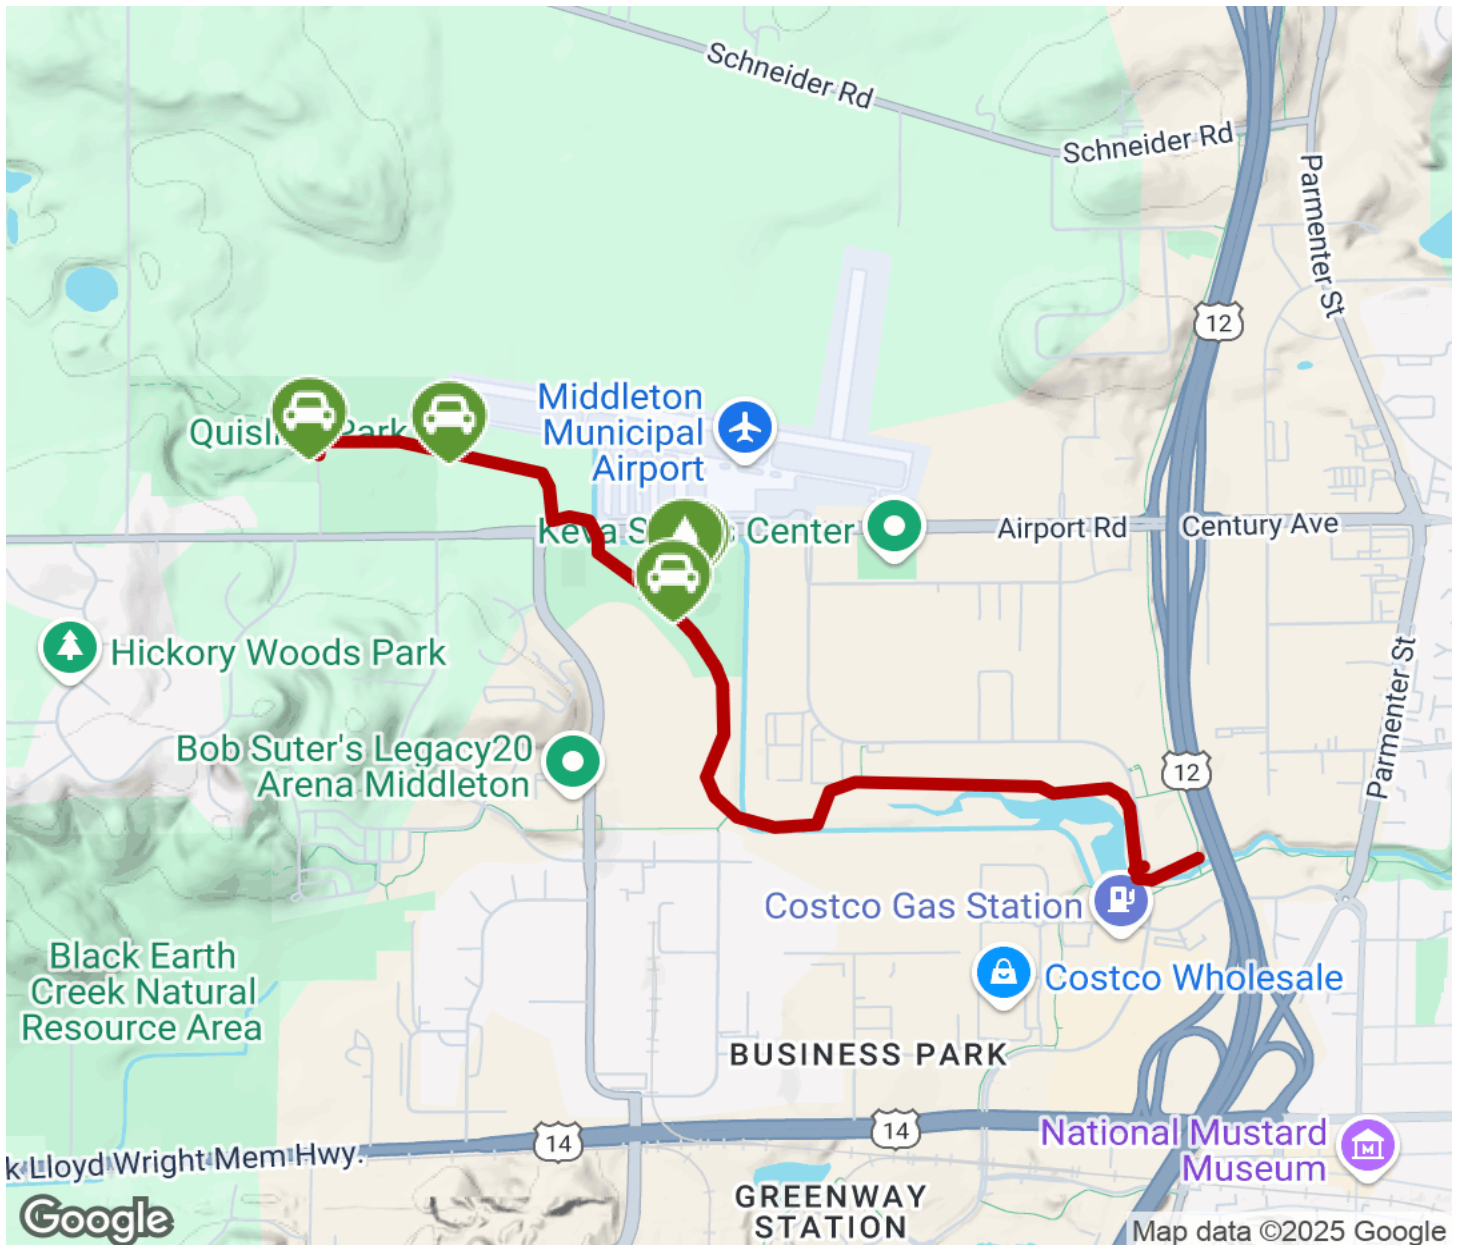 Schneider Rd
Schneider Rd
Parmenter St
12
Middleton
Municipal
Airport
Park
Center
Airport Rd
Century Ave
Hickory Woods Park
Parmenter St
Bob Suter's Legacy20
Arena Middleton
12
Costco Gas Station
Black Earth
Creek Natural
Resource Area
Costco Wholesale
BUSINESS PARK
14
14
National Mustard
Museum
M
k Lloyd Wright Mem Hwy.
GREENWAY
STATION
Google
Map data ©2025 Google